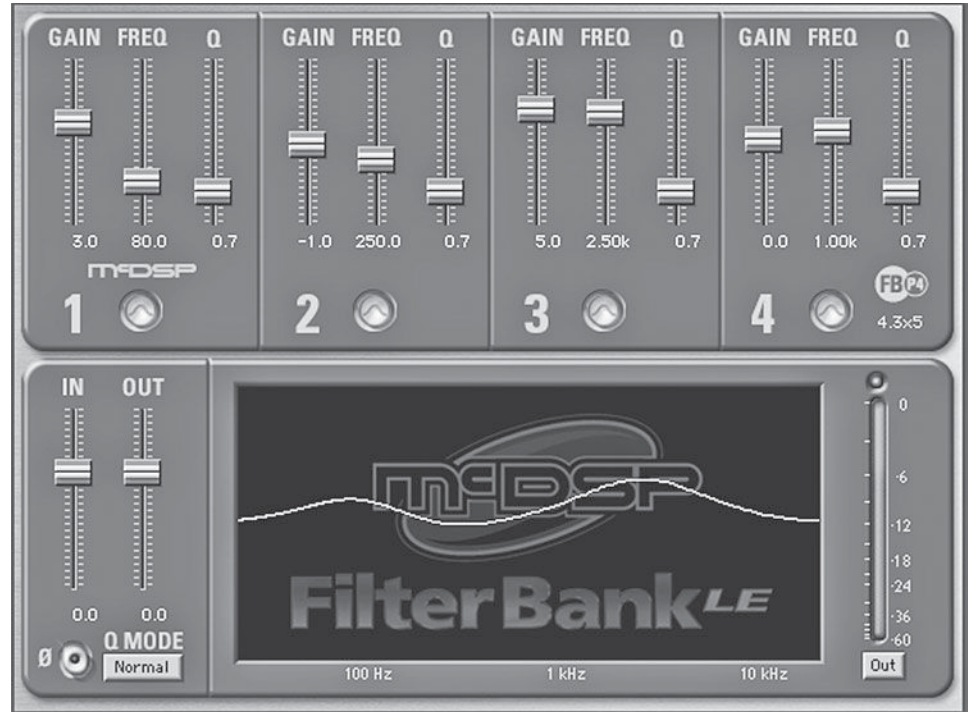 GAIN FREQ Q
3.0 80.0 0.7
McDSP
1
GAIN FREQ Q
-1.0 250.0 0.7
2
GAIN FREQ Q
5.0 2.50k 0.7
3
GAIN FREQ Q
0.0 1.00k 0.7
4
FB P4
4.3x5
IN OUT
0.0 0.0
Ø
Q MODE
Normal
McDSP
FilterBank LE
100 Hz 1 kHz 10 kHz
0
-6
-12
-18
-24
-36
-60
Out